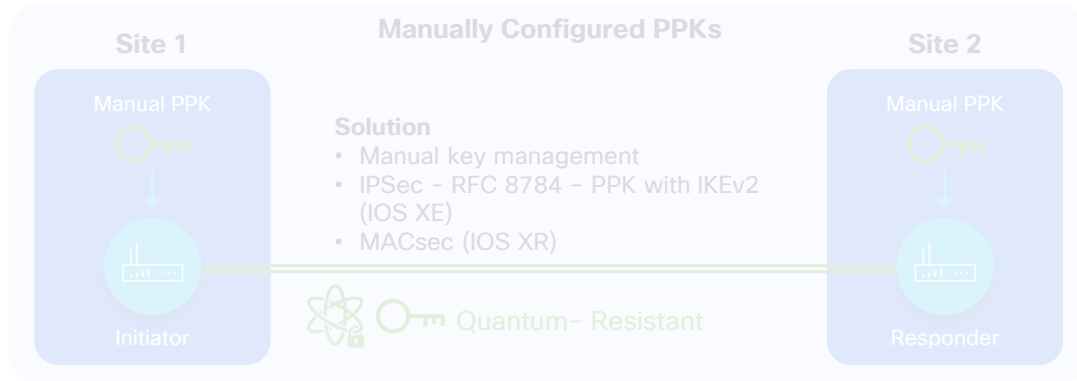 Manually Configured PPKs
Site 1
Site 2
Manual PPK
Manual PPK
Solution
• Manual key management
• IPSec - RFC 8784 – PPK with IKEv2
(IOS XE)
• MACsec (IOS XR)
Quantum- Resistant
Initiator
Responder